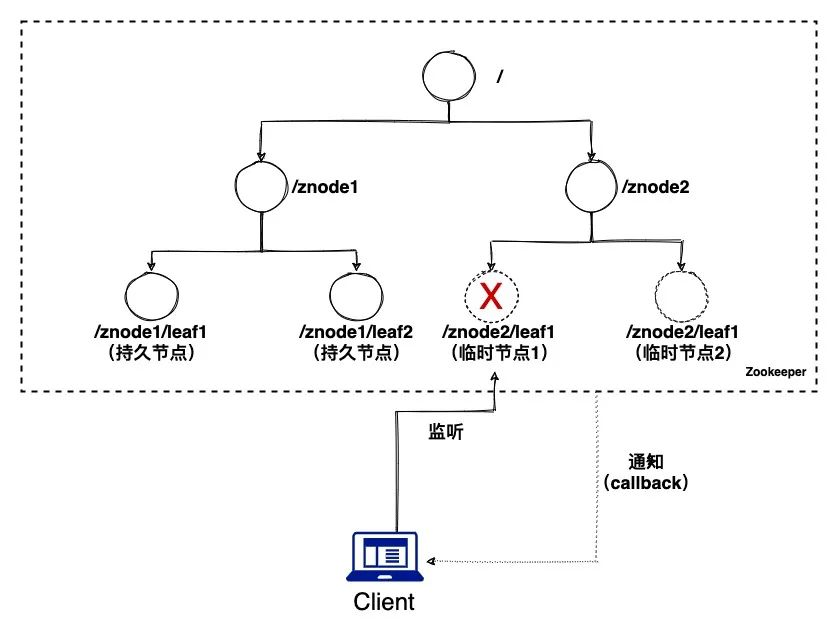 /
/znode1
/znode2
X
/znode1/leaf1
（持久节点）
/znode1/leaf2
（持久节点）
/znode2/leaf1
（临时节点1）
/znode2/leaf1
（临时节点2）
Zookeeper
监听
通知
（callback）
Client